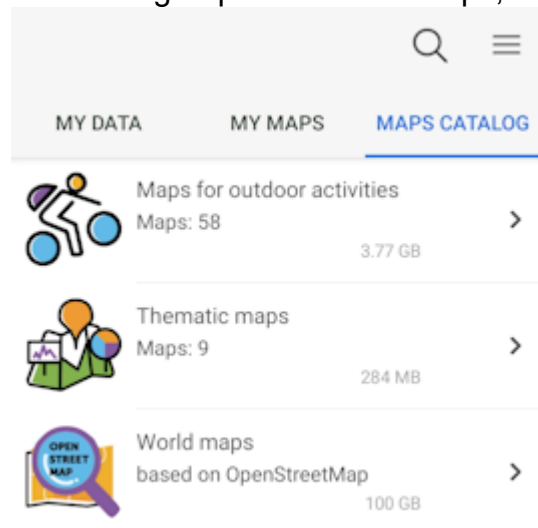 MY DATA MY MAPS MAPS CATALOG
Maps for outdoor activities
Maps: 58
3.77 GB
Thematic maps
Maps: 9
284 MB
OPEN
STREET
MAP
World maps
based on OpenStreetMap
100 GB